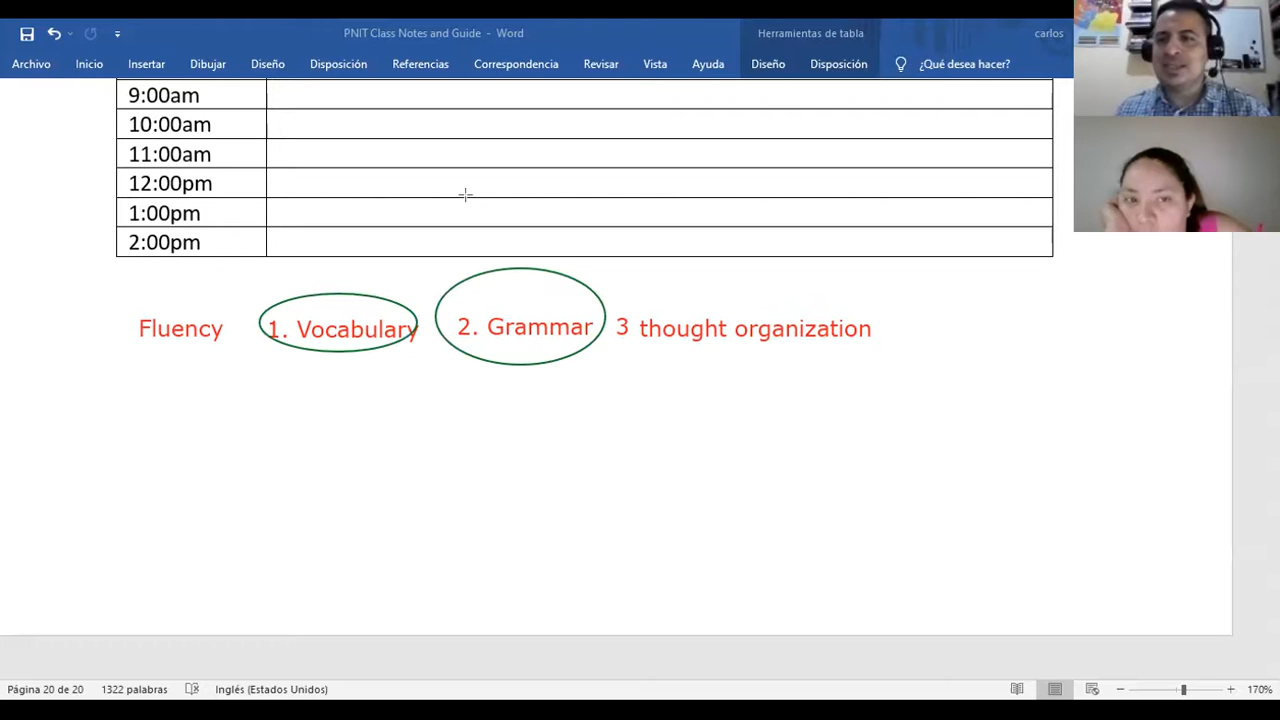 PNIT Class Notes and Guide - Word
Herramientas de tabla
carlos
Archivo Inicio Insertar Dibujar Diseño Disposición Referencias Correspondencia Revisar Vista Ayuda Diseño Disposición ¿Qué desea hacer?
9:00am
10:00am
11:00am
12:00pm
1:00pm
2:00pm
Fluency 1. Vocabulary 2. Grammar 3 thought organization
Página 20 de 20 1322 palabras Inglés (Estados Unidos) 170%